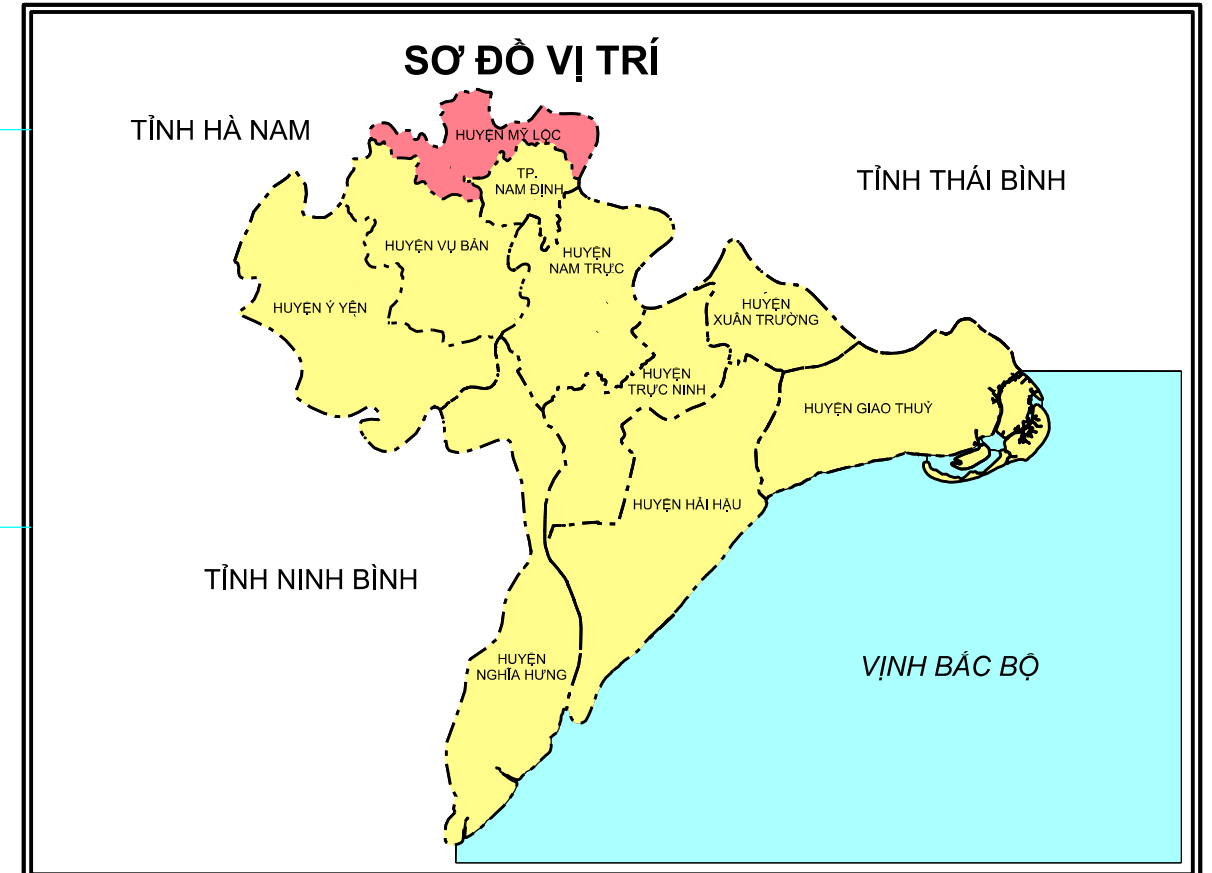 SƠ ĐỒ VỊ TRÍ
TỈNH HÀ NAM
HUYỆN MỸ LỘC
TỈNH THÁI BÌNH
TP.
NAM ĐỊNH
HUYỆN VỤ BẢN
HUYỆN
NAM TRỰC
HUYỆN Ý YÊN
HUYỆN
XUÂN TRƯỜNG
HUYỆN
TRỰC NINH
HUYỆN GIAO THUỶ
HUYỆN HẢI HẬU
TỈNH NINH BÌNH
HUYỆN
NGHĨA HƯNG
VỊNH BẮC BỘ